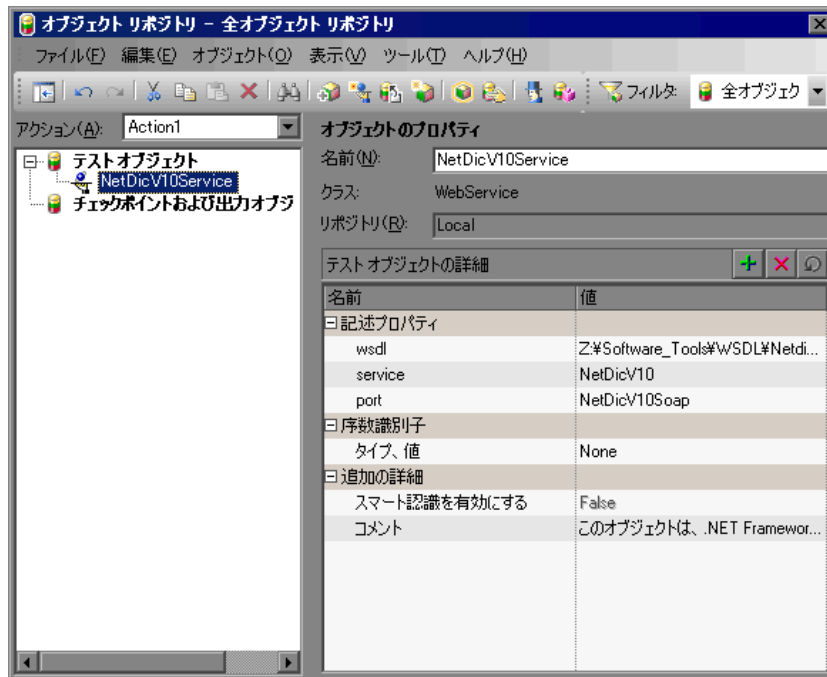 オブジェクト リポジトリ - 全オブジェクト リポジトリ
ファイル(F) 編集(E) オブジェクト(O) 表示(V) ツール(T) ヘルプ(H)
フィルタ: 全オブジェク
アクション(A): Action1
テスト オブジェクト
NetDicV10Service
チェックポイントおよび出力オブジ
オブジェクトのプロパティ
名前(N): NetDicV10Service
クラス: WebService
リポジトリ(R): Local
テスト オブジェクトの詳細
名前 値
記述プロパティ
wsdl Z:¥Software_Tools¥WSDL¥Netdi...
service NetDicV10
port NetDicV10Soap
序数識別子
タイプ、値 None
追加の詳細
スマート認識を有効にする False
コメント このオブジェクトは、.NET Framewor...